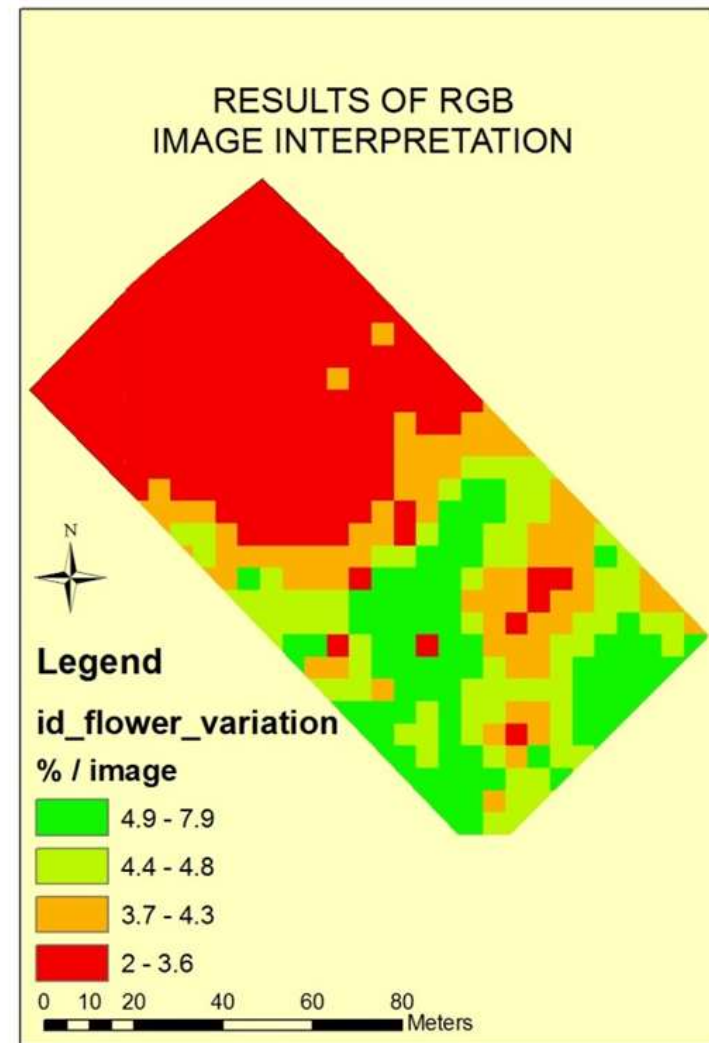 RESULTS OF RGB
IMAGE INTERPRETATION
N
Legend
id_flower_variation
% / image
4.9 - 7.9
4.4 - 4.8
3.7 - 4.3
2 - 3.6
0 10 20 40 60 80
Meters